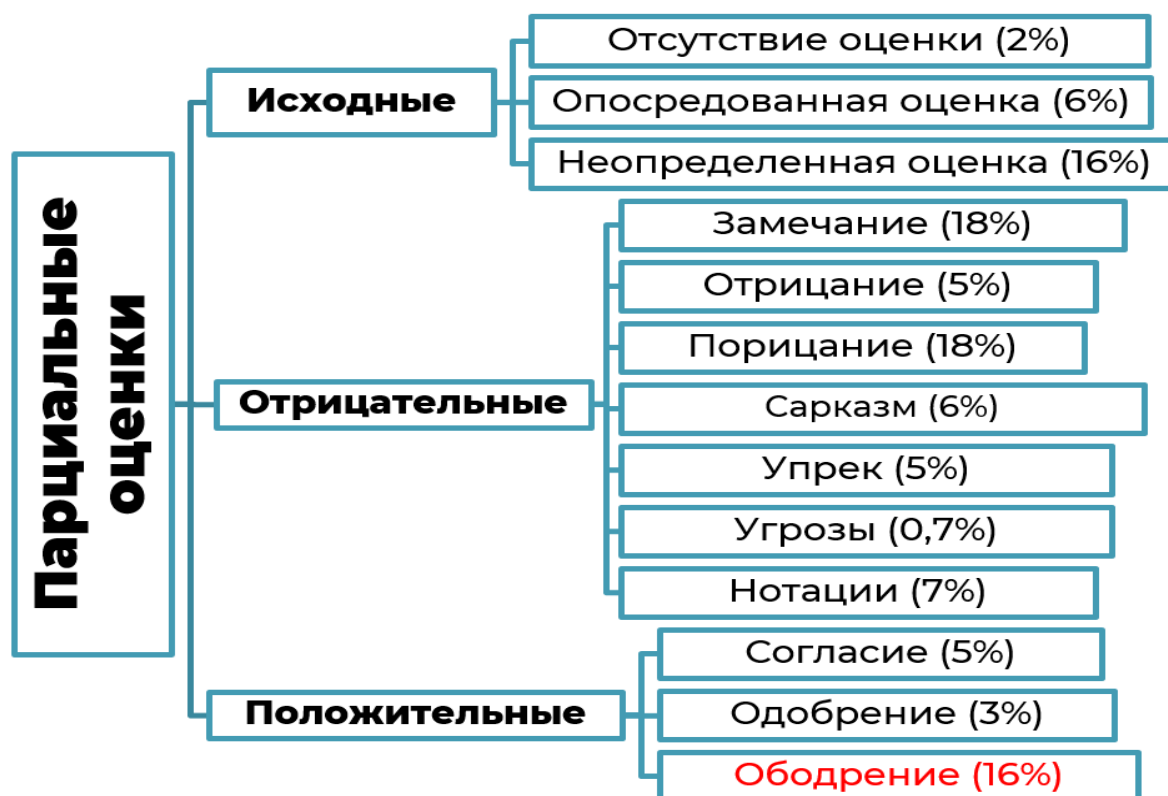 Парциальные
оценки
Исходные
Отсутствие оценки (2%)
Опосредованная оценка (6%)
Неопределенная оценка (16%)
Отрицательные
Замечание (18%)
Отрицание (5%)
Порицание (18%)
Сарказм (6%)
Упрек (5%)
Угрозы (0,7%)
Нотации (7%)
Положительные
Согласие (5%)
Одобрение (3%)
Ободрение (16%)